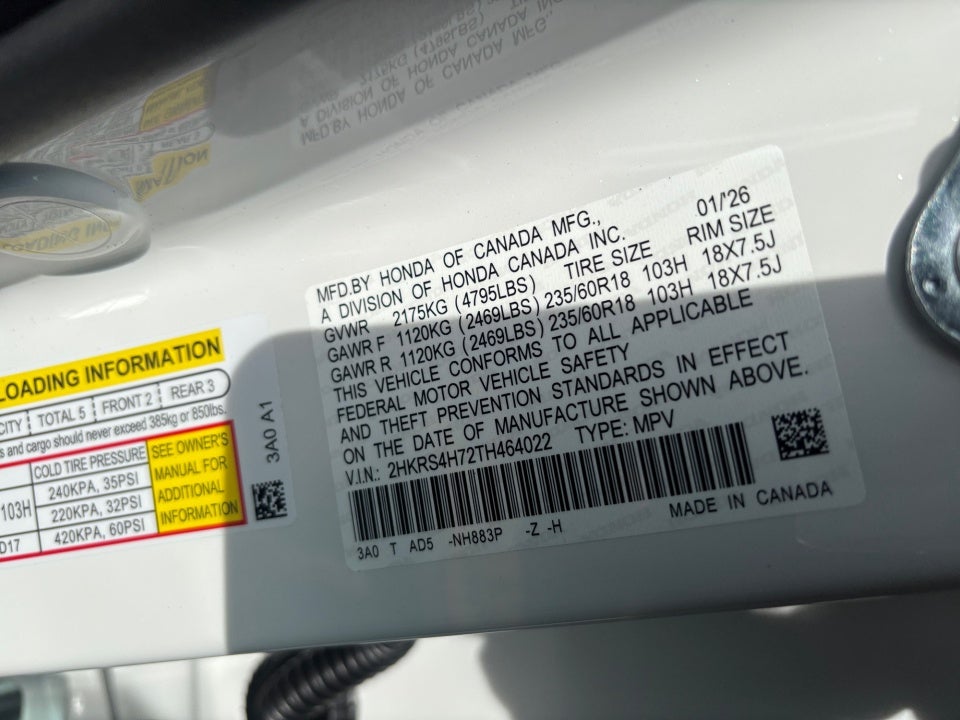 MFD.BY HONDA OF CANADA MFG., 01/'26
A DIVISION OF HONDA CANADA INC.
GVWR 2175KG (4795LBS) TIRE SIZE RIM SIZE
GAWR F 1120KG (2469LBS) 235/60R18 103H 18X7.5J
GAWR R 1120KG (2469LBS) 235/60R18 103H 18X7.5J
THIS VEHICLE CONFORMS TO ALL APPLICABLE
FEDERAL MOTOR VEHICLE SAFETY
AND THEFT PREVENTION STANDARDS IN EFFECT
ON THE DATE OF MANUFACTURE SHOWN ABOVE.
V.I.N.: 2HKRS4H72TH464022 TYPE: MPV
3A0 T AD5 -NH883P -Z -H MADE IN CANADA
LOADING INFORMATION
TOTAL 5 FRONT 2 REAR 3
and cargo should never exceed 385kg or 850lbs.
COLD TIRE PRESSURE
103H 240KPA, 35PSI
220KPA, 32PSI
420KPA, 60PSI
SEE OWNER'S
MANUAL FOR
ADDITIONAL
INFORMATION
3A0 A1